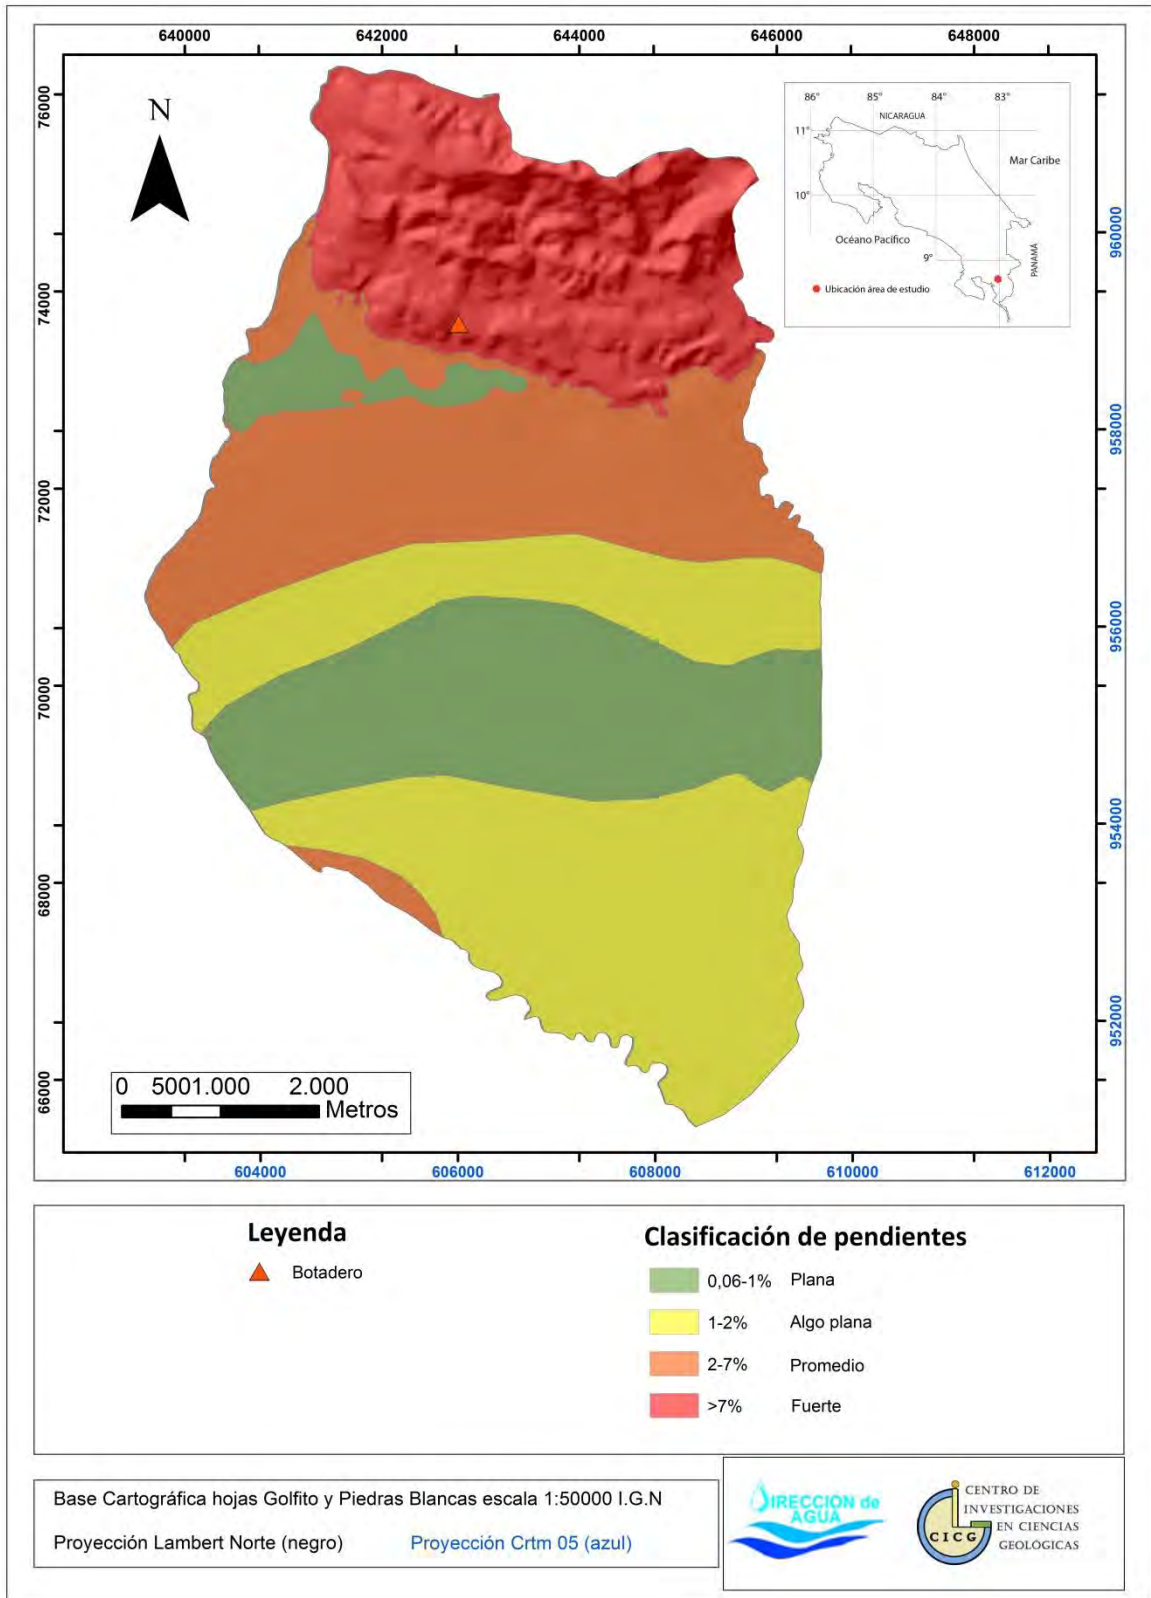 640000 642000 644000 646000 648000
76000
74000
72000
70000
68000
66000
N
86° 85° 84° 83°
NICARAGUA
11°
Mar Caribe
10°
Océano Pacífico
9°
PANAMÁ
Ubicación área de estudio
960000
958000
956000
954000
952000
0 5001.000 2.000
Metros
604000 606000 608000 610000 612000
Leyenda
Botadero
Clasificación de pendientes
0,06-1% Plana
1-2% Algo plana
2-7% Promedio
>7% Fuerte
Base Cartográfica hojas Golfito y Piedras Blancas escala 1:50000 I.G.N
Proyección Lambert Norte (negro) Proyección Crtm 05 (azul)
DIRECCION de
AGUA
CICG
CENTRO DE
INVESTIGACIONES
EN CIENCIAS
GEOLÓGICAS